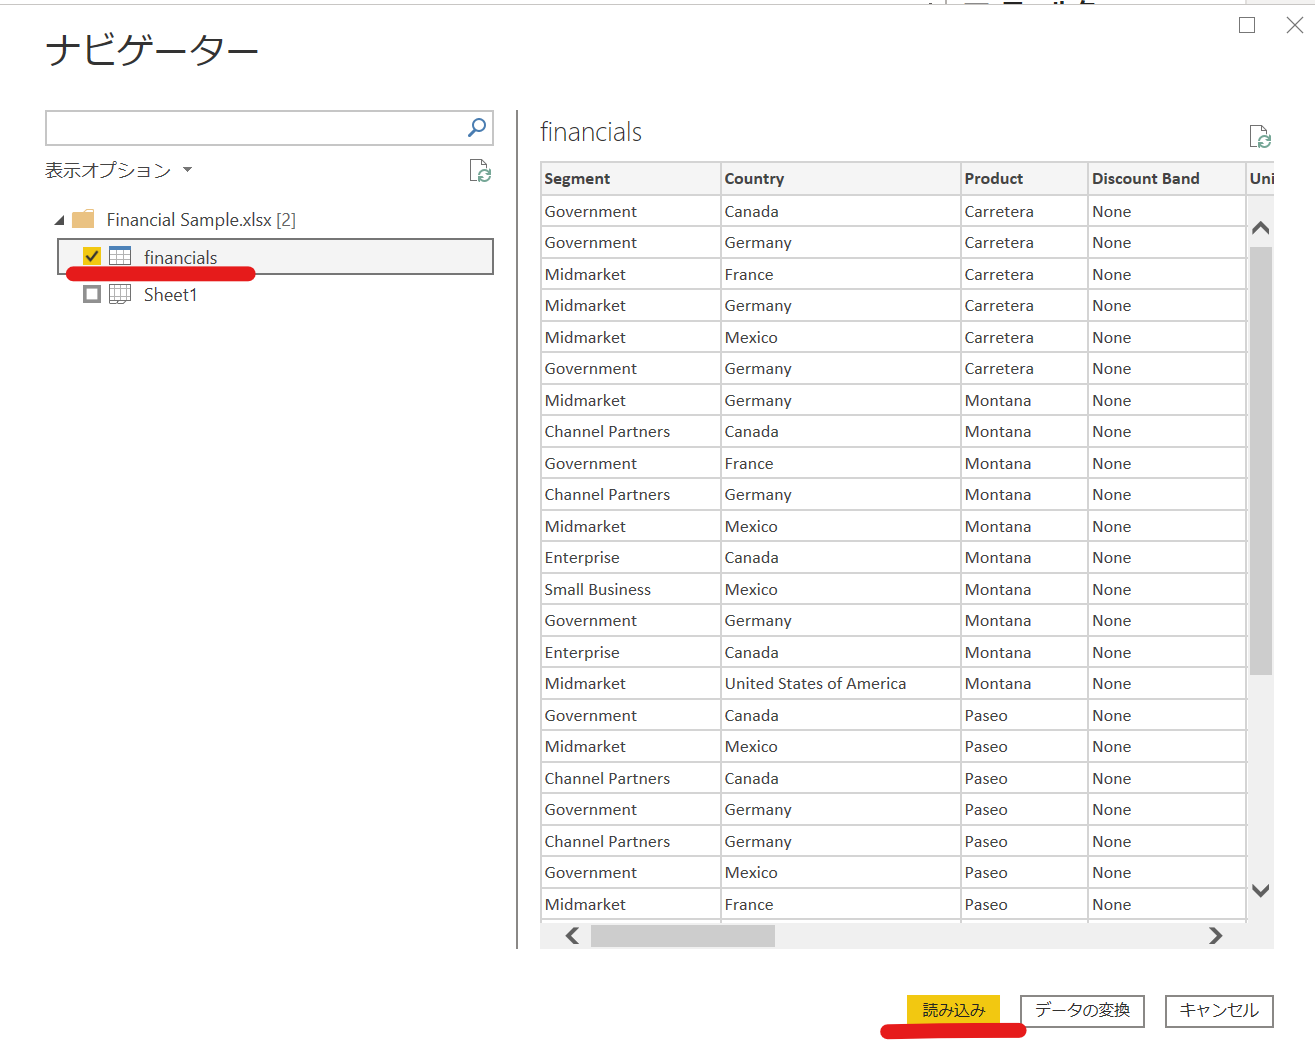 ナビゲーター
表示オプション
Financial Sample.xlsx [2]
financials
Sheet1
financials
Segment Country Product Discount Band Uni
Government Canada Carretera None
Government Germany Carretera None
Midmarket France Carretera None
Midmarket Germany Carretera None
Midmarket Mexico Carretera None
Government Germany Carretera None
Midmarket Germany Montana None
Channel Partners Canada Montana None
Government France Montana None
Channel Partners Germany Montana None
Midmarket Mexico Montana None
Enterprise Canada Montana None
Small Business Mexico Montana None
Government Germany Montana None
Enterprise Canada Montana None
Midmarket United States of America Montana None
Government Canada Paseo None
Midmarket Mexico Paseo None
Channel Partners Canada Paseo None
Government Germany Paseo None
Channel Partners Germany Paseo None
Government Mexico Paseo None
Midmarket France Paseo None
読み込み データの変換 キャンセル